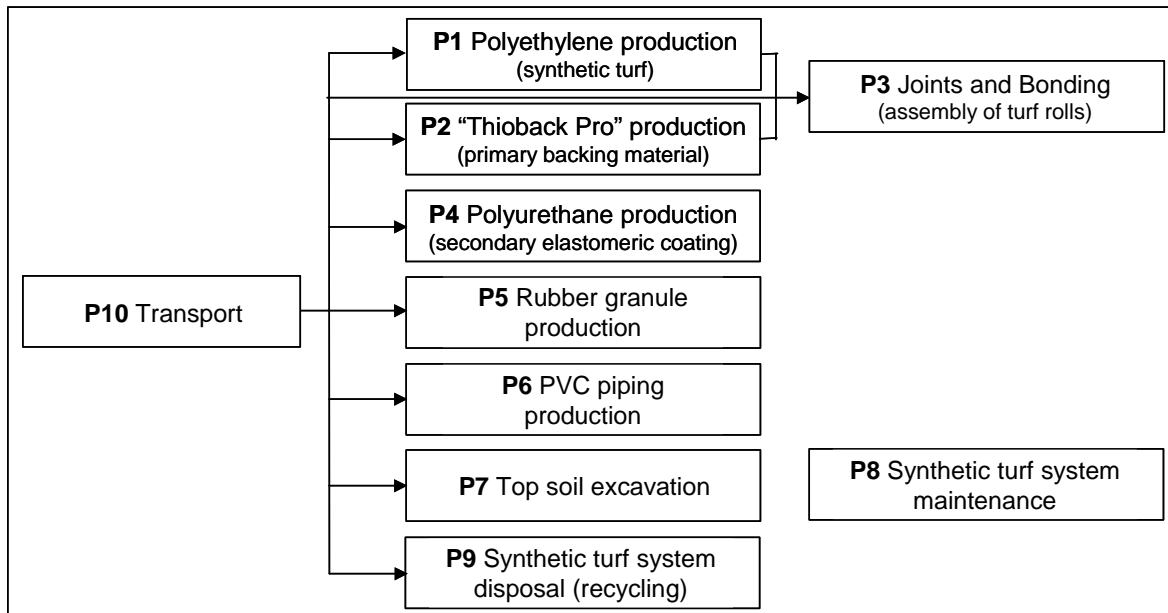 P1 Polyethylene production
(synthetic turf)
P3 Joints and Bonding
(assembly of turf rolls)
P2 “Thioback Pro” production
(primary backing material)
P4 Polyurethane production
(secondary elastomeric coating)
P10 Transport
P5 Rubber granule
production
P6 PVC piping
production
P7 Top soil excavation
P8 Synthetic turf system
maintenance
P9 Synthetic turf system
disposal (recycling)